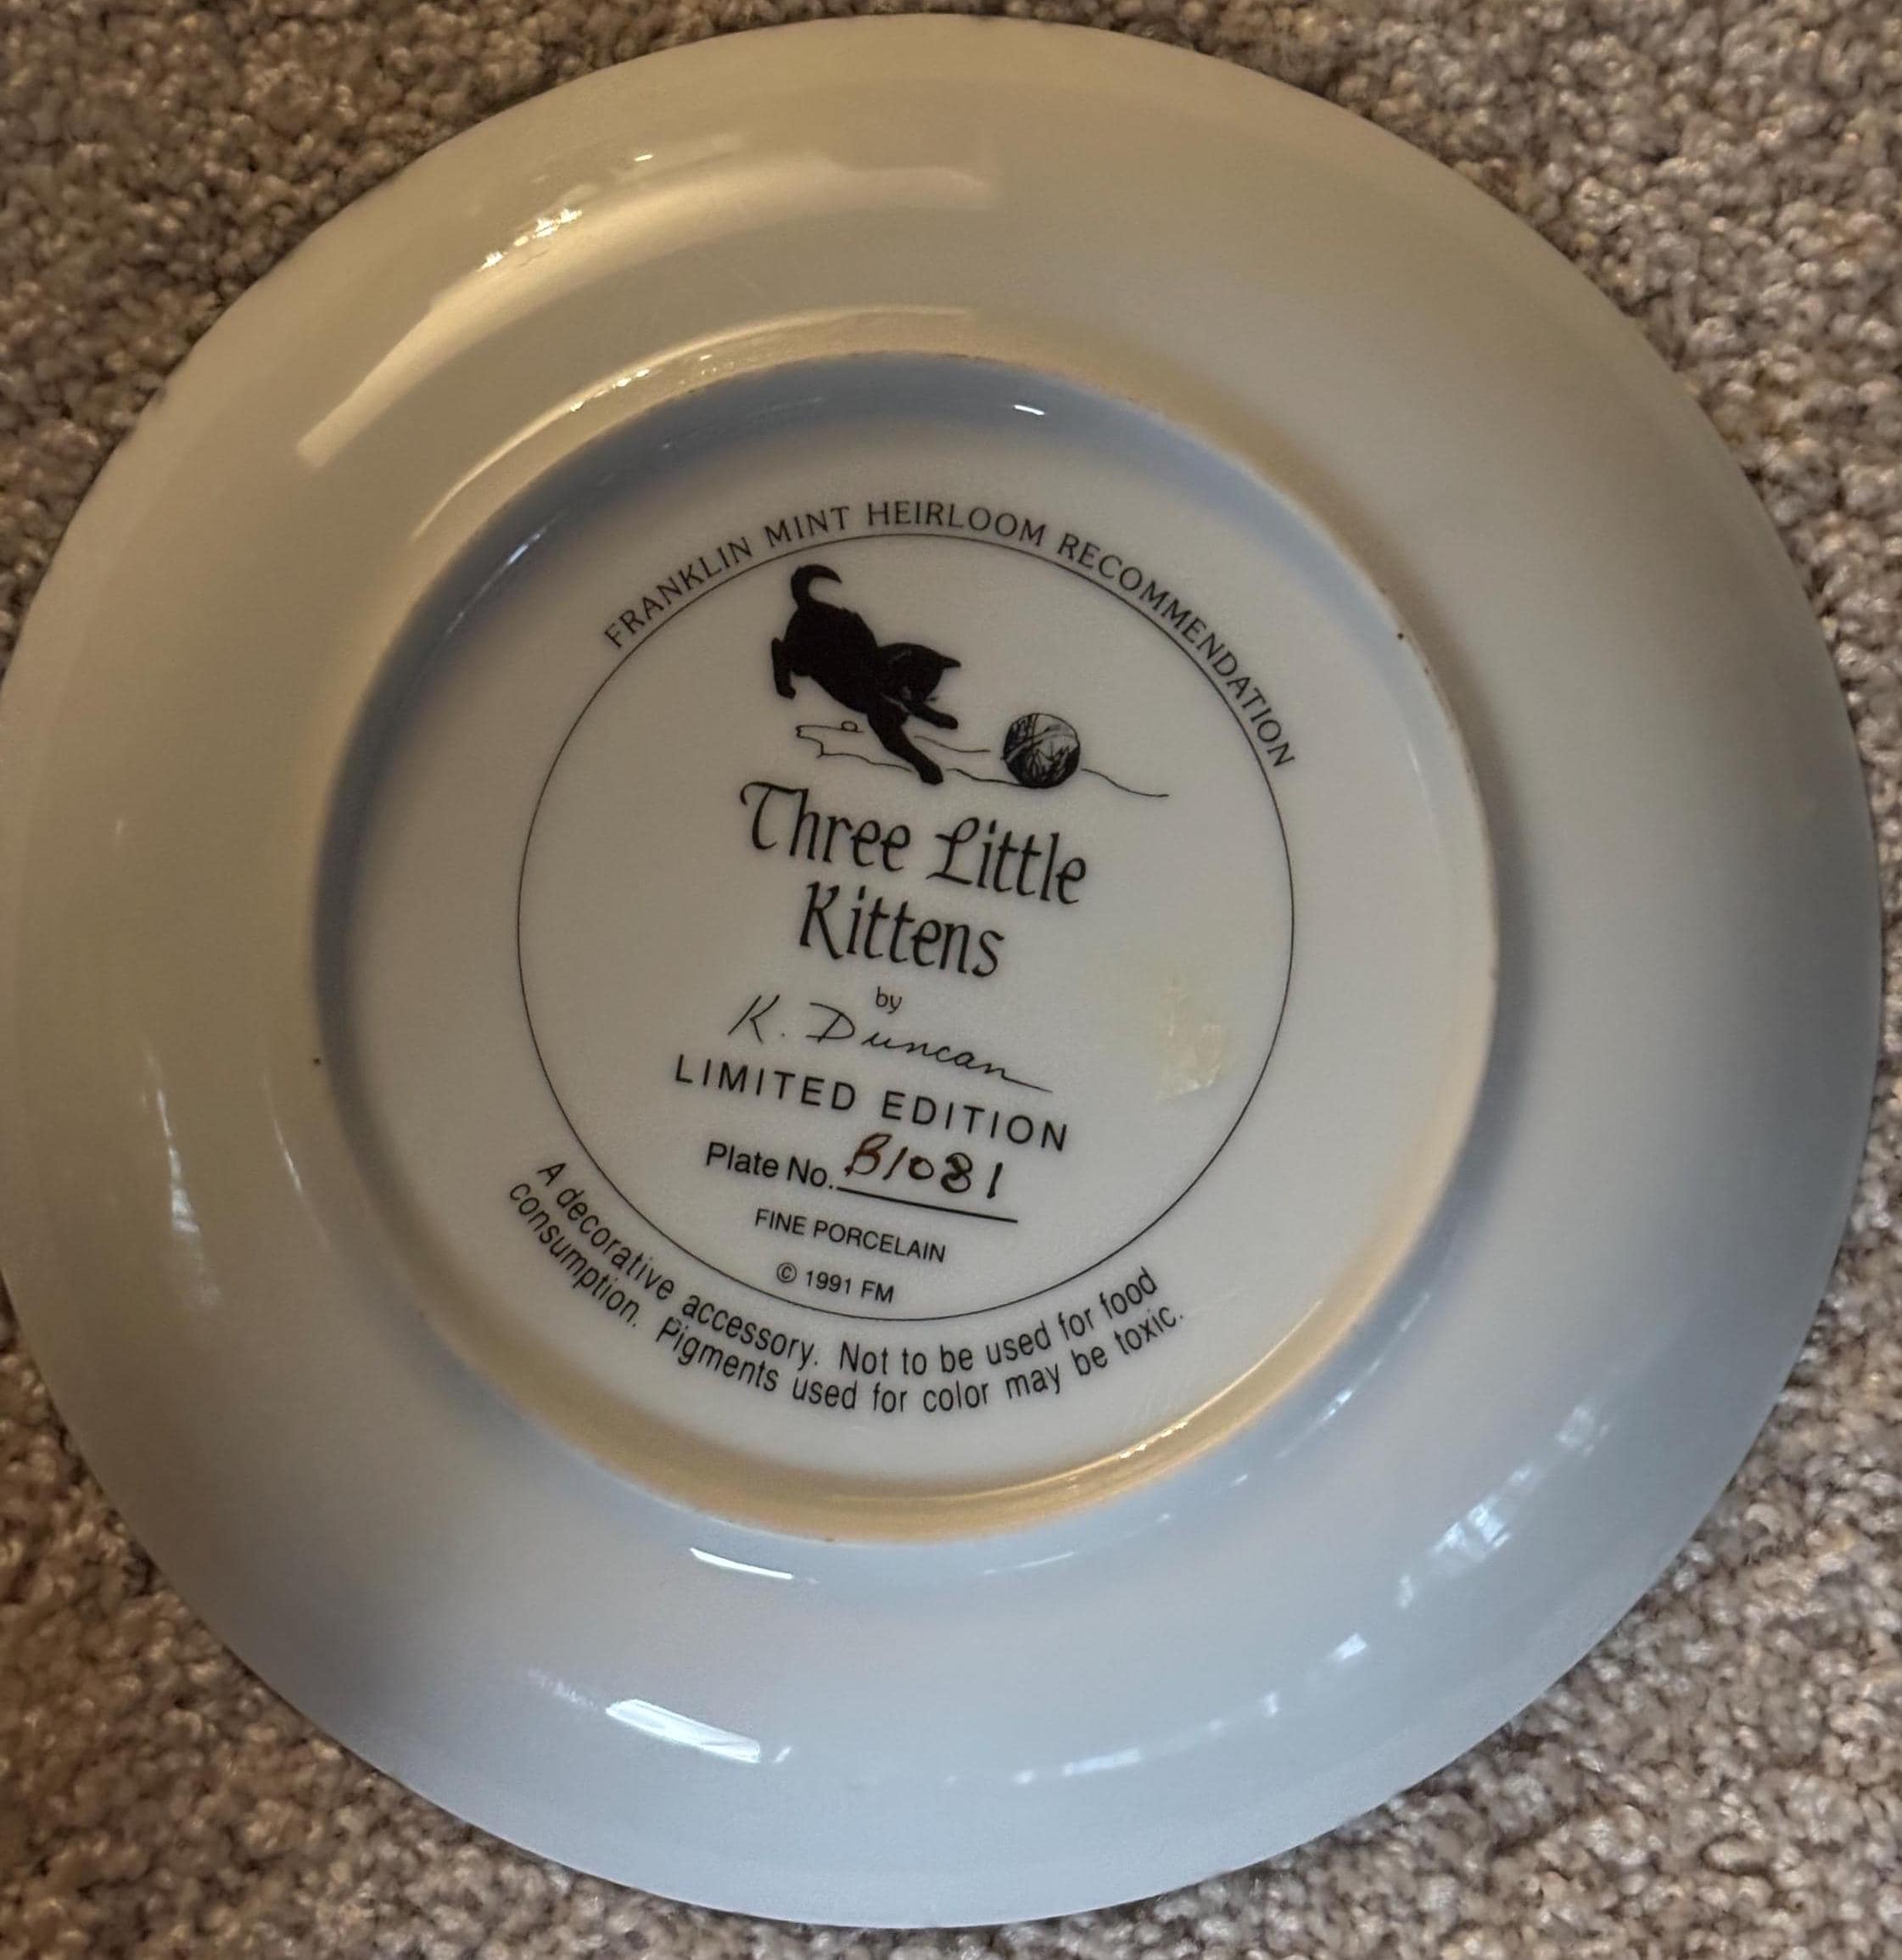 FRANKLIN MINT HEIRLOOM RECOMMENDATION
Three Little
Kittens
by
K. Duncan
LIMITED EDITION
Plate No. B1081
FINE PORCELAIN
© 1991 FM
A decorative accessory. Not to be used for food
consumption. Pigments used for color may be toxic.